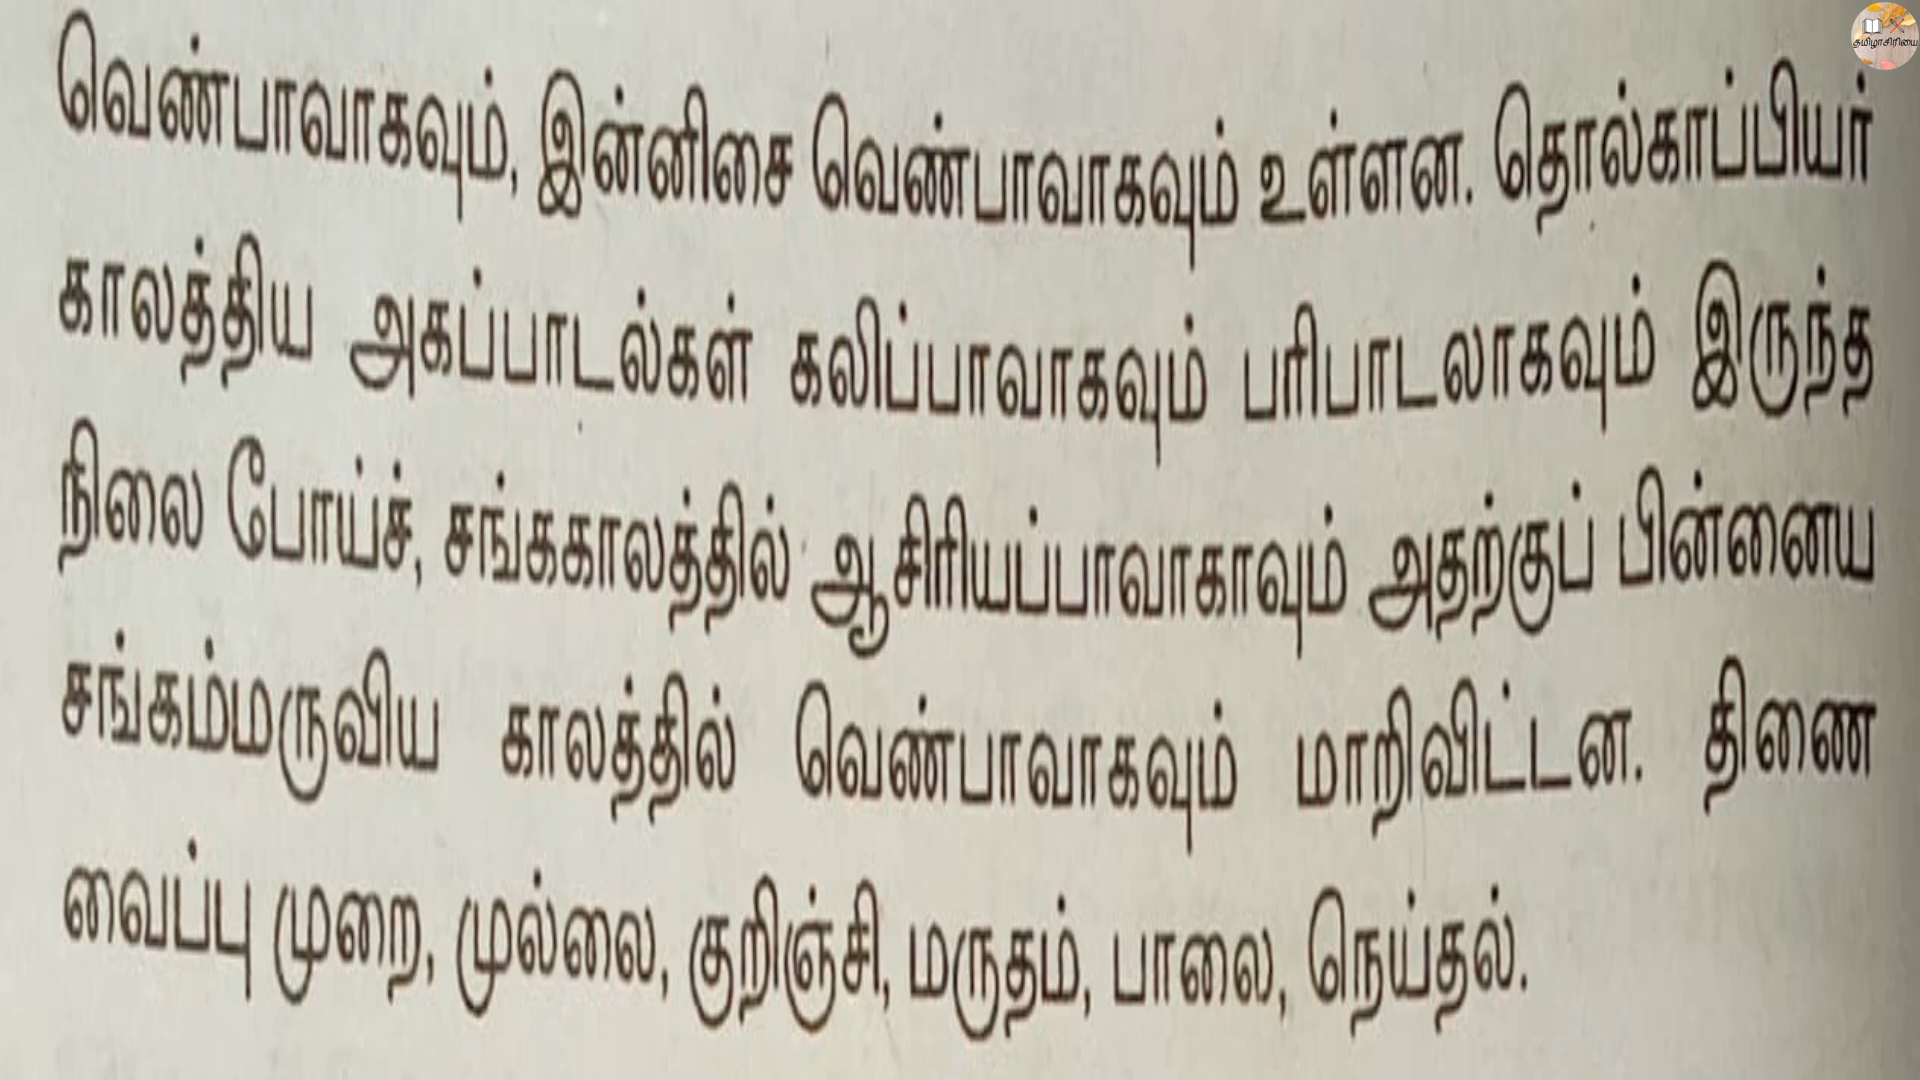 தமிழாசிரியை
வெண்பாவாகவும், இன்னிசை வெண்பாவாகவும் உள்ளன. தொல்காப்பியர்
காலத்திய அகப்பாடல்கள் கலிப்பாவாகவும் பரிபாடலாகவும் இருந்த
நிலை போய்ச், சங்ககாலத்தில் ஆசிரியப்பாவாகாவும் அதற்குப் பின்னைய
சங்கம்மருவிய காலத்தில் வெண்பாவாகவும் மாறிவிட்டன. திணை
வைப்பு முறை, முல்லை, குறிஞ்சி, மருதம், பாலை, நெய்தல்.